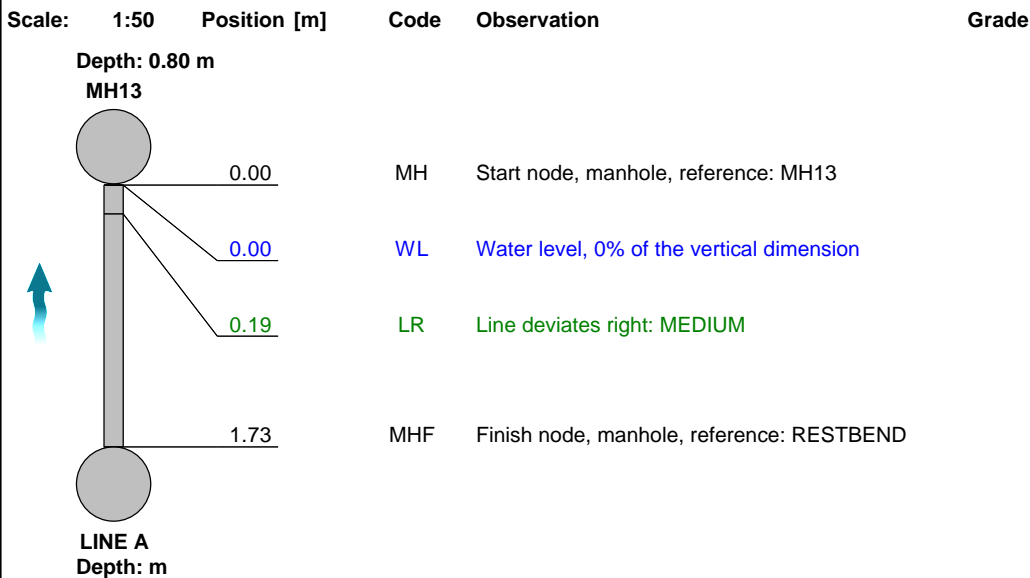 Scale: 1:50 Position [m] Code Observation Grade
Depth: 0.80 m
MH13
0.00 MH Start node, manhole, reference: MH13
0.00 WL Water level, 0% of the vertical dimension
0.19 LR Line deviates right: MEDIUM
1.73 MHF Finish node, manhole, reference: RESTBEND
LINE A
Depth: m